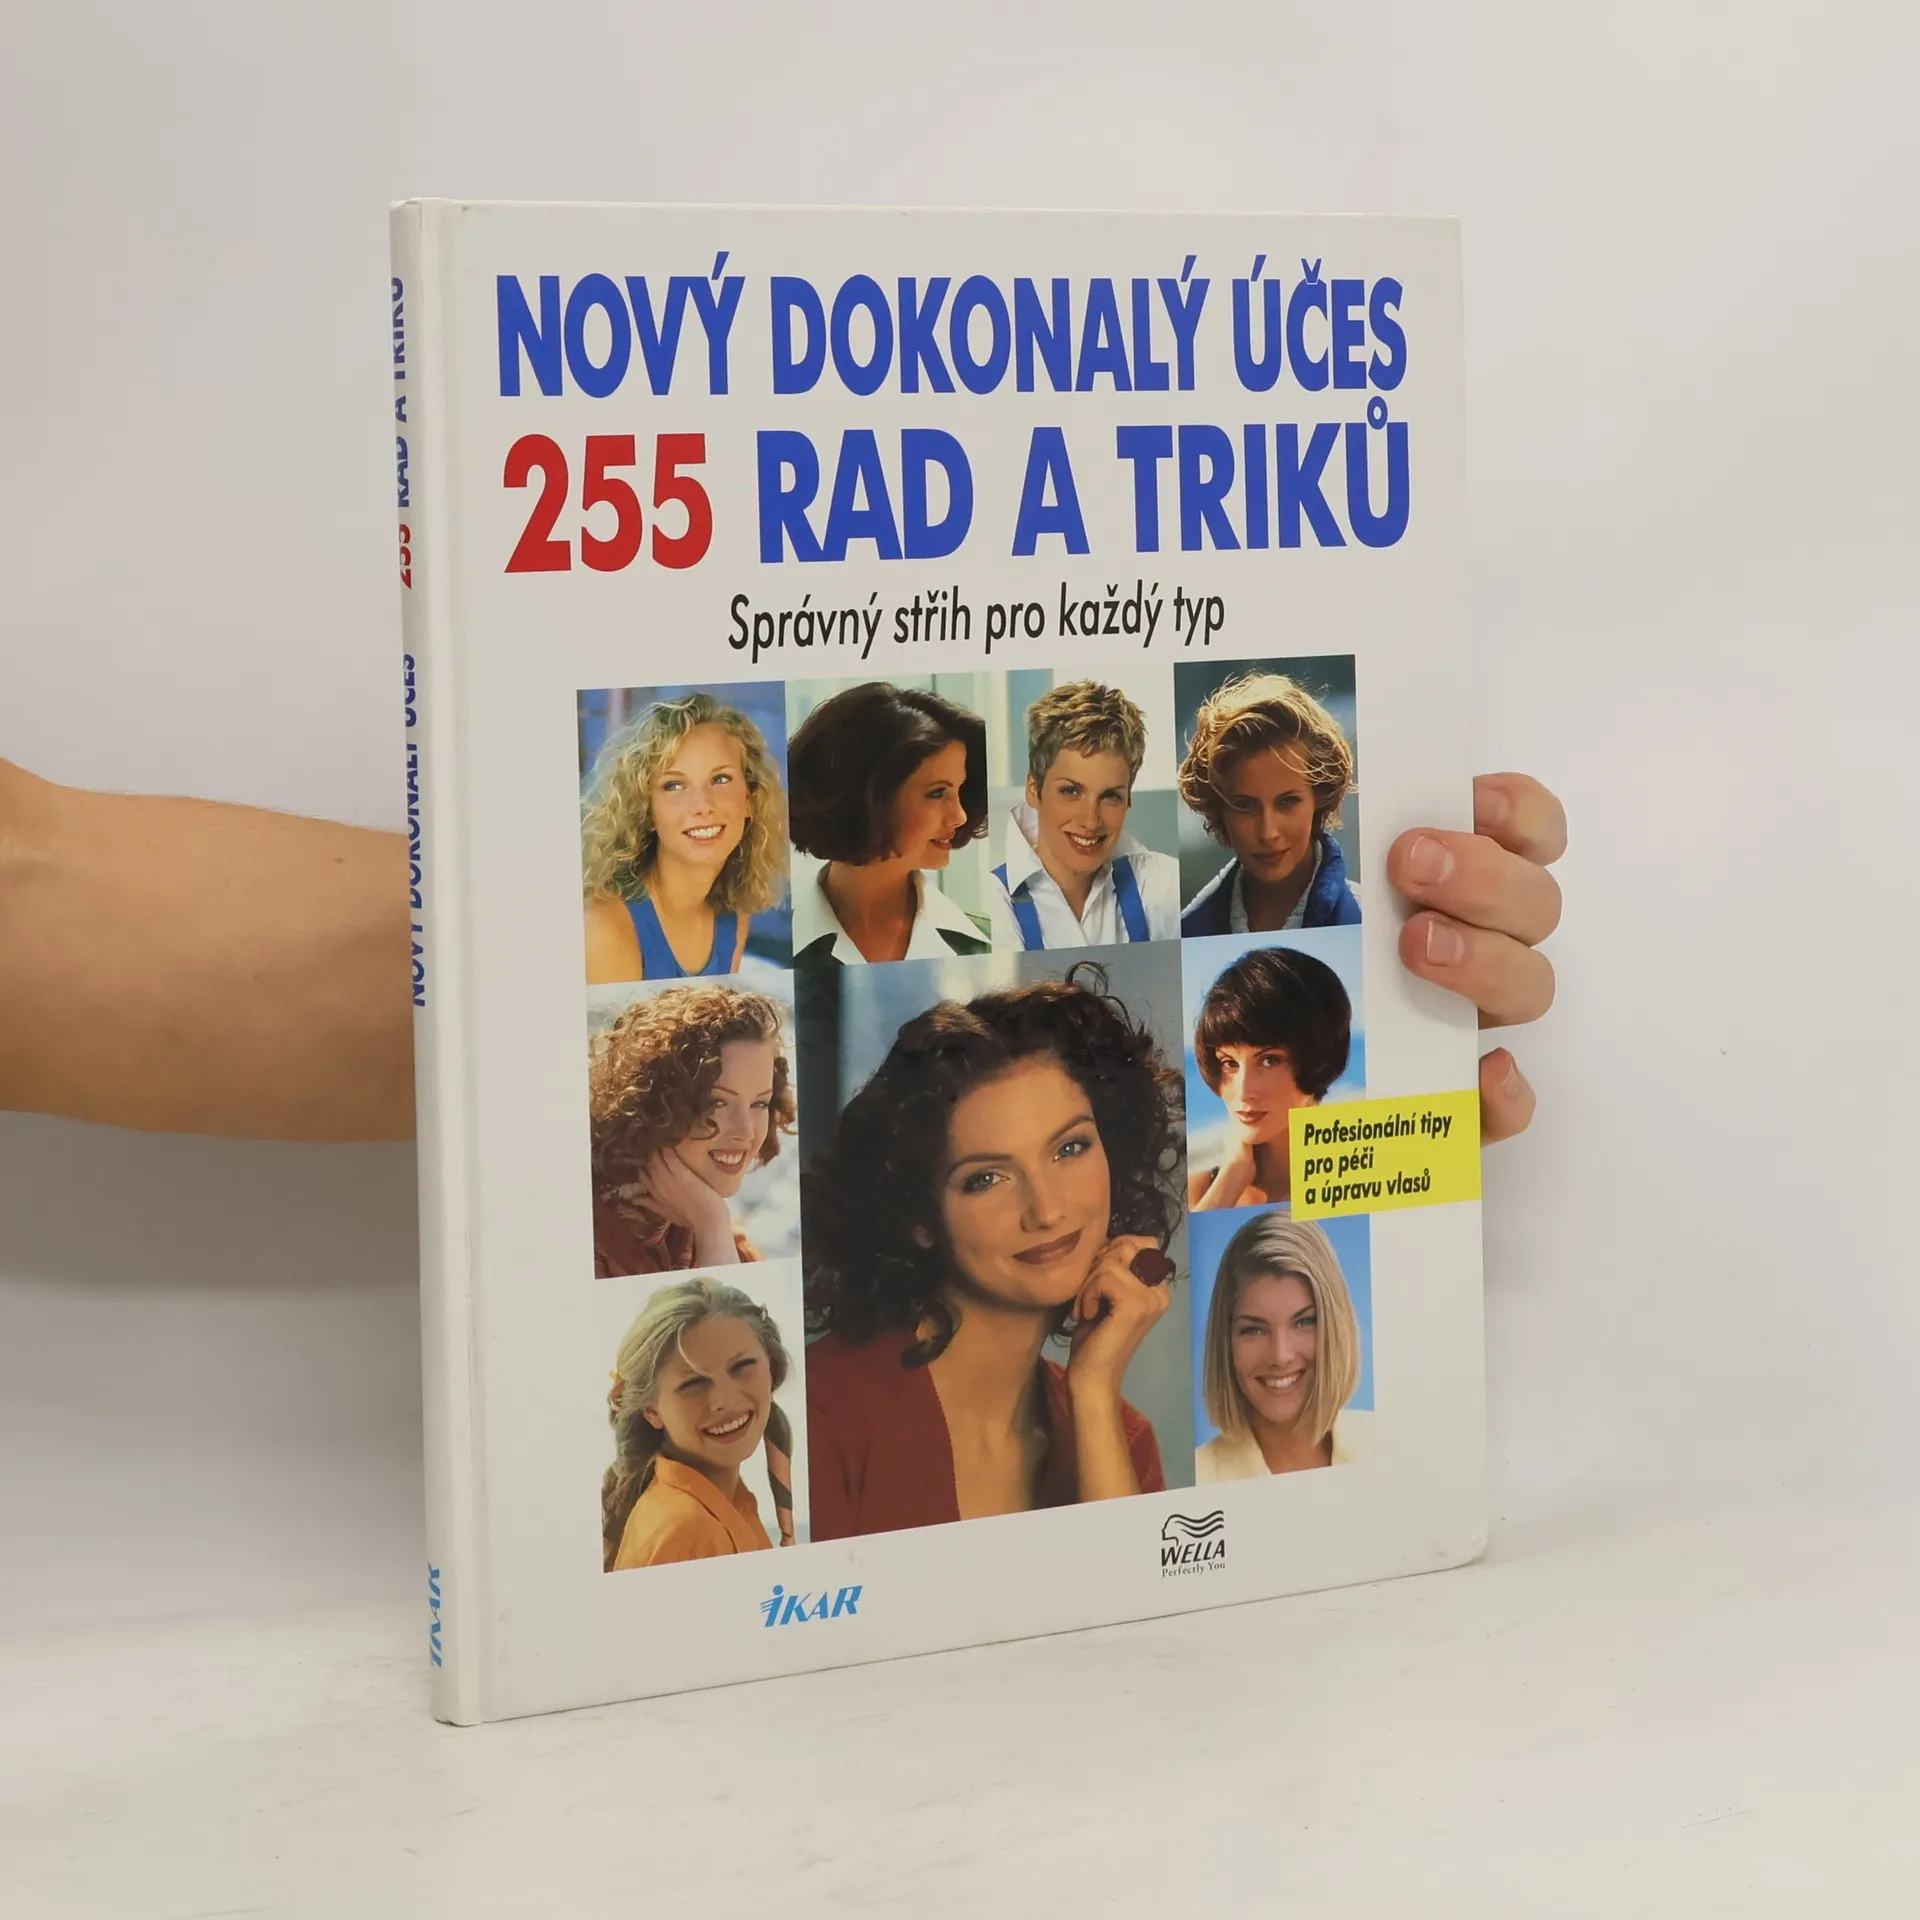 NOVÝ DOKONALÝ ÚČES
255 RAD A TRIKŮ
Správný střih pro každý typ
Profesionální tipy
pro péči
a úpravu vlasů
WELLA
Perfectly You
IKAR
NOVÝ DOKONALÝ ÚČES 255 RAD A TRIKŮ
IKAR